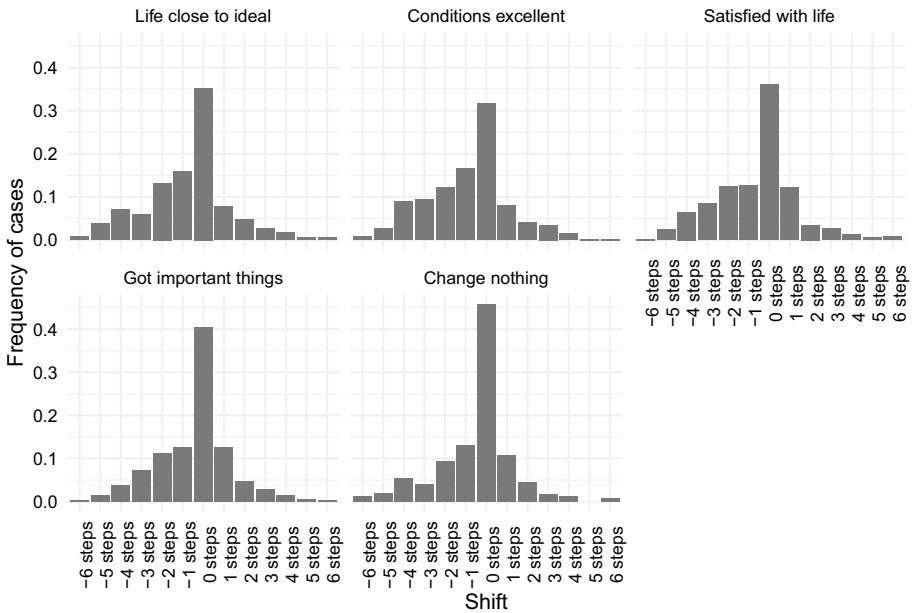 Life close to ideal
Conditions excellent
Satisfied with life
0.4
0.3
0.2
0.1
0.0
Frequency of cases
−6 steps
−5 steps
−4 steps
−3 steps
−2 steps
−1 steps
0 steps
1 steps
2 steps
3 steps
4 steps
5 steps
6 steps
Got important things
Change nothing
0.4
0.3
0.2
0.1
0.0
−6 steps
−5 steps
−4 steps
−3 steps
−2 steps
−1 steps
0 steps
1 steps
2 steps
3 steps
4 steps
5 steps
6 steps
−6 steps
−5 steps
−4 steps
−3 steps
−2 steps
−1 steps
0 steps
1 steps
2 steps
3 steps
4 steps
5 steps
6 steps
Shift